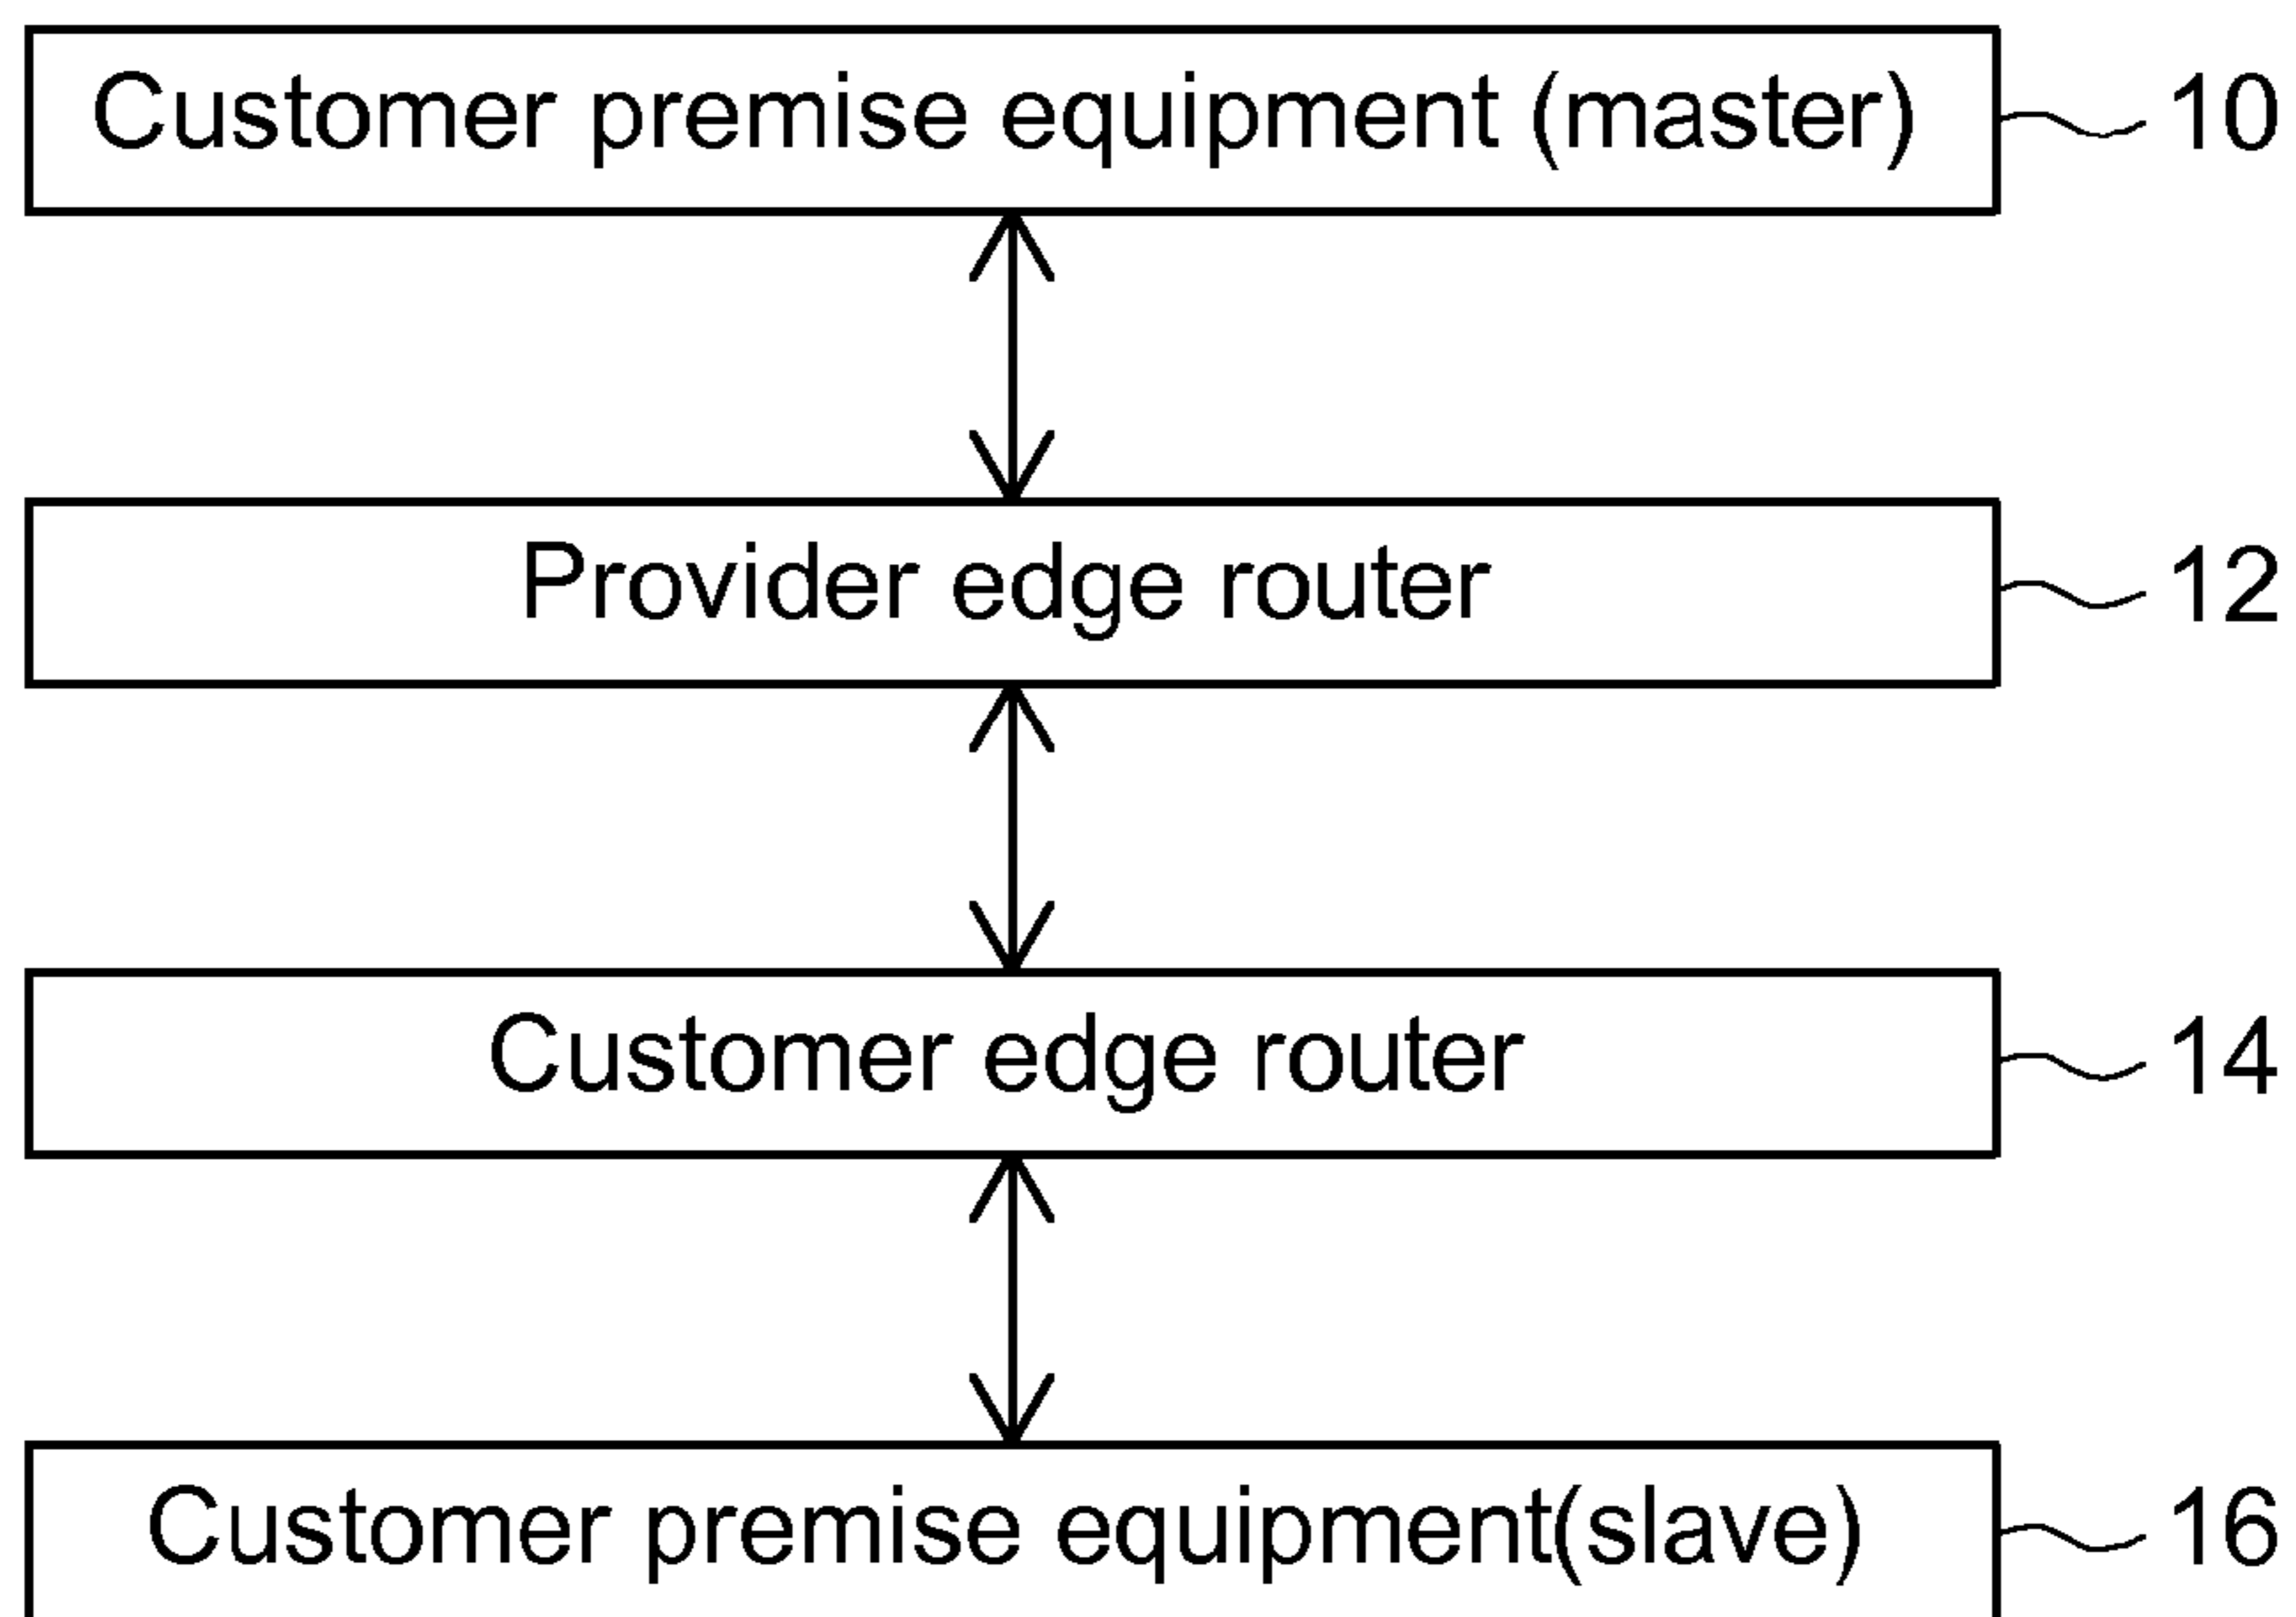 Customer premise equipment (master) 10
Provider edge router 12
Customer edge router 14
Customer premise equipment(slave) 16